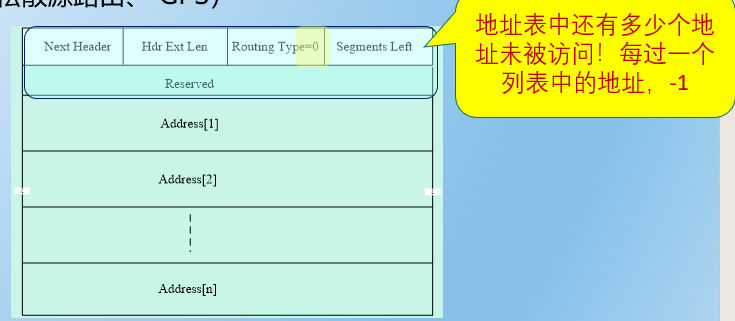 松散源路由、GPS）
Next Header Hdr Ext Len Routing Type=0 Segments Left
Reserved
Address[1]
Address[2]
Address[n]
地址表中还有多少个地
址未被访问！每过一个
列表中的地址，-1